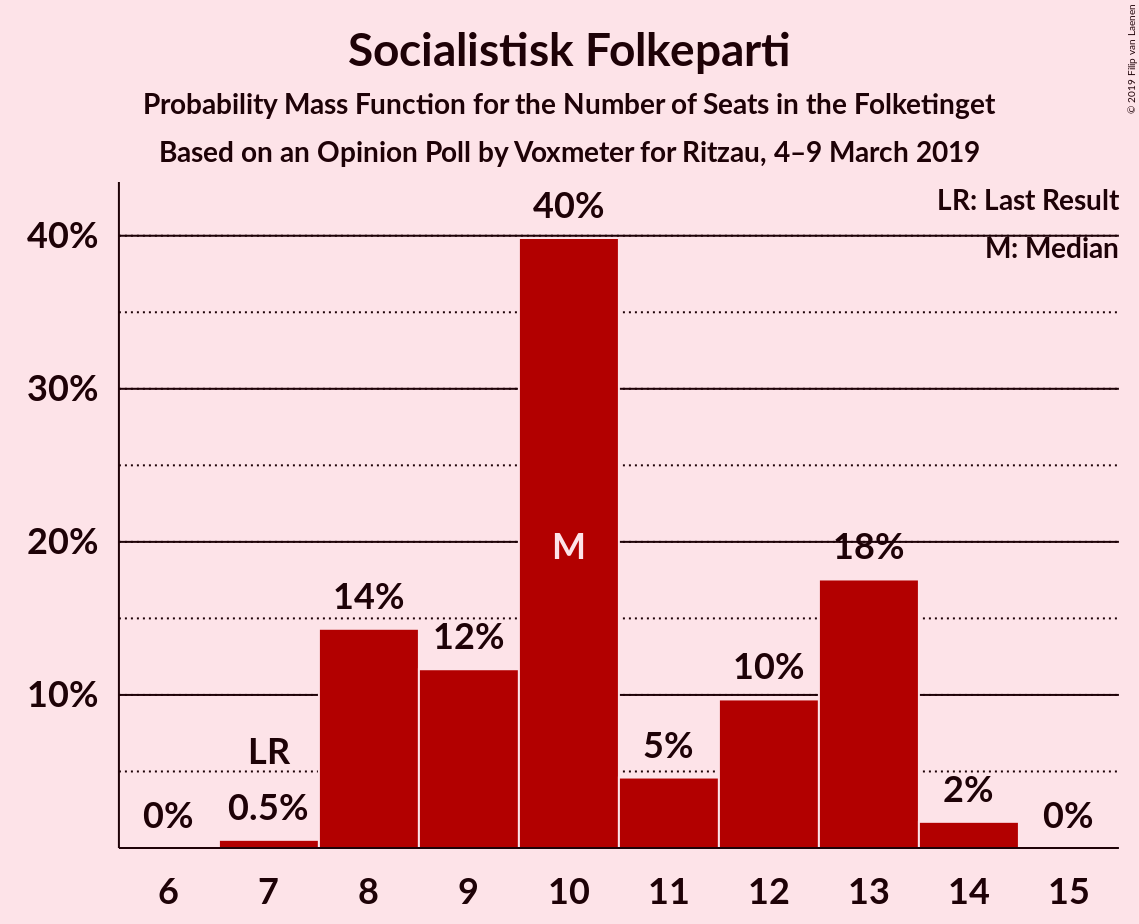 Socialistisk Folkeparti
Probability Mass Function for the Number of Seats in the Folketinget
Based on an Opinion Poll by Voxmeter for Ritzau, 4–9 March 2019
© 2019 Filip van Laenen
LR: Last Result
M: Median
40%
30%
20%
10%
0%
LR
0.5%
14%
12%
40%
M
5%
10%
18%
2%
0%
6 7 8 9 10 11 12 13 14 15